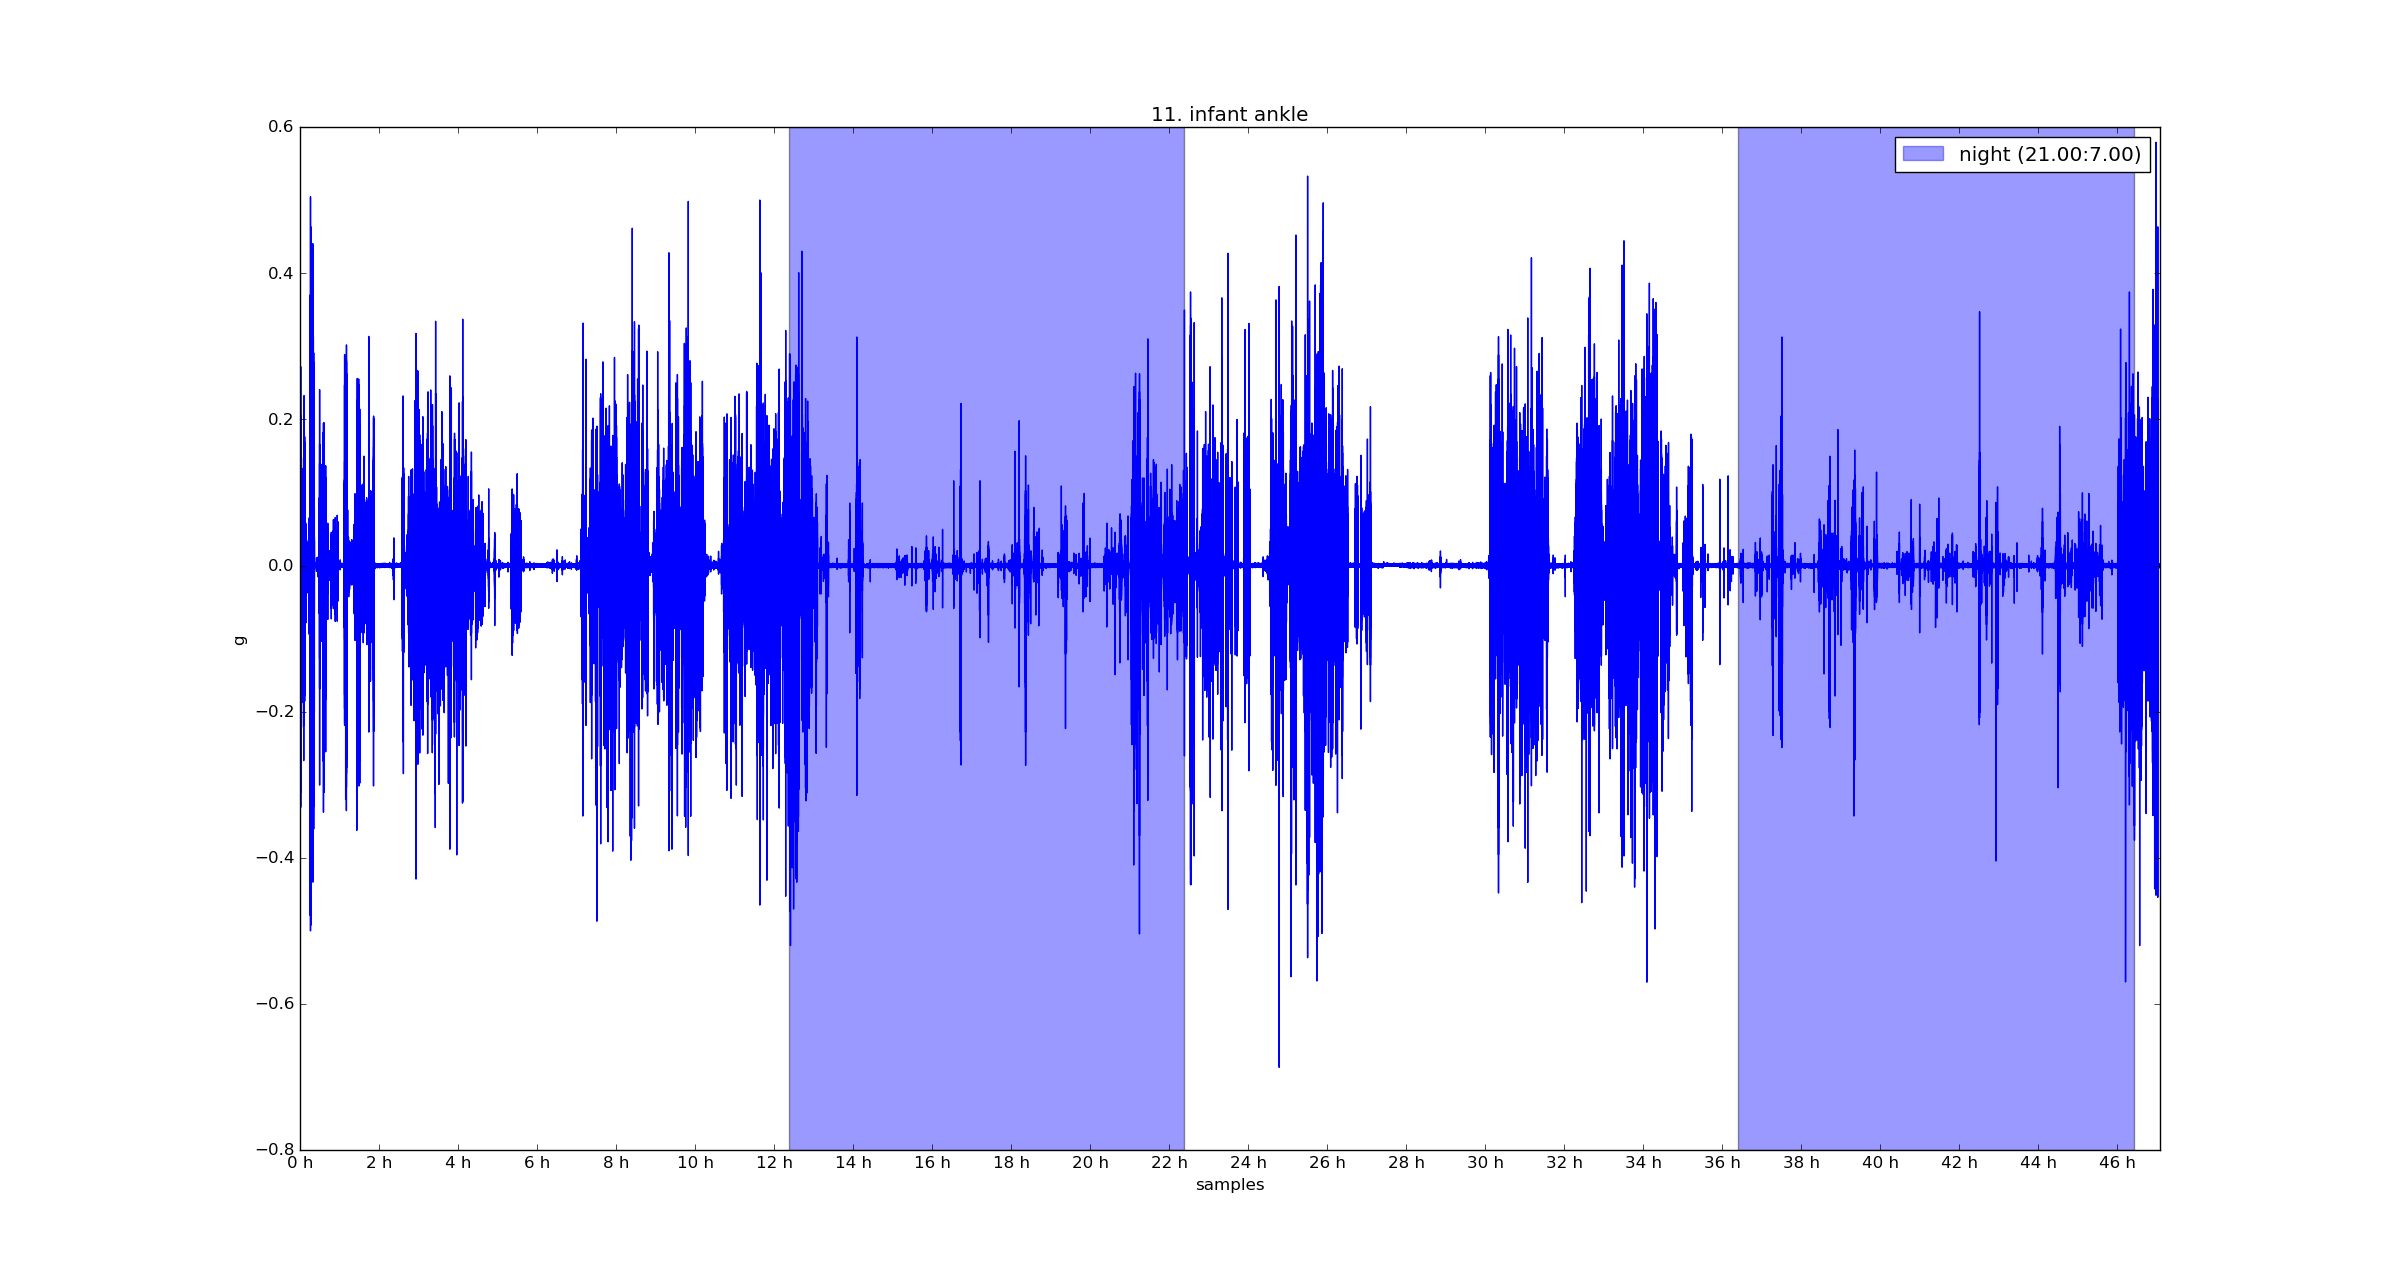 11. infant ankle
night (21.00:7.00)
0.6
0.4
0.2
0.0
−0.2
−0.4
−0.6
−0.8
g
0 h 2 h 4 h 6 h 8 h 10 h 12 h 14 h 16 h 18 h 20 h 22 h 24 h 26 h 28 h 30 h 32 h 34 h 36 h 38 h 40 h 42 h 44 h 46 h
samples